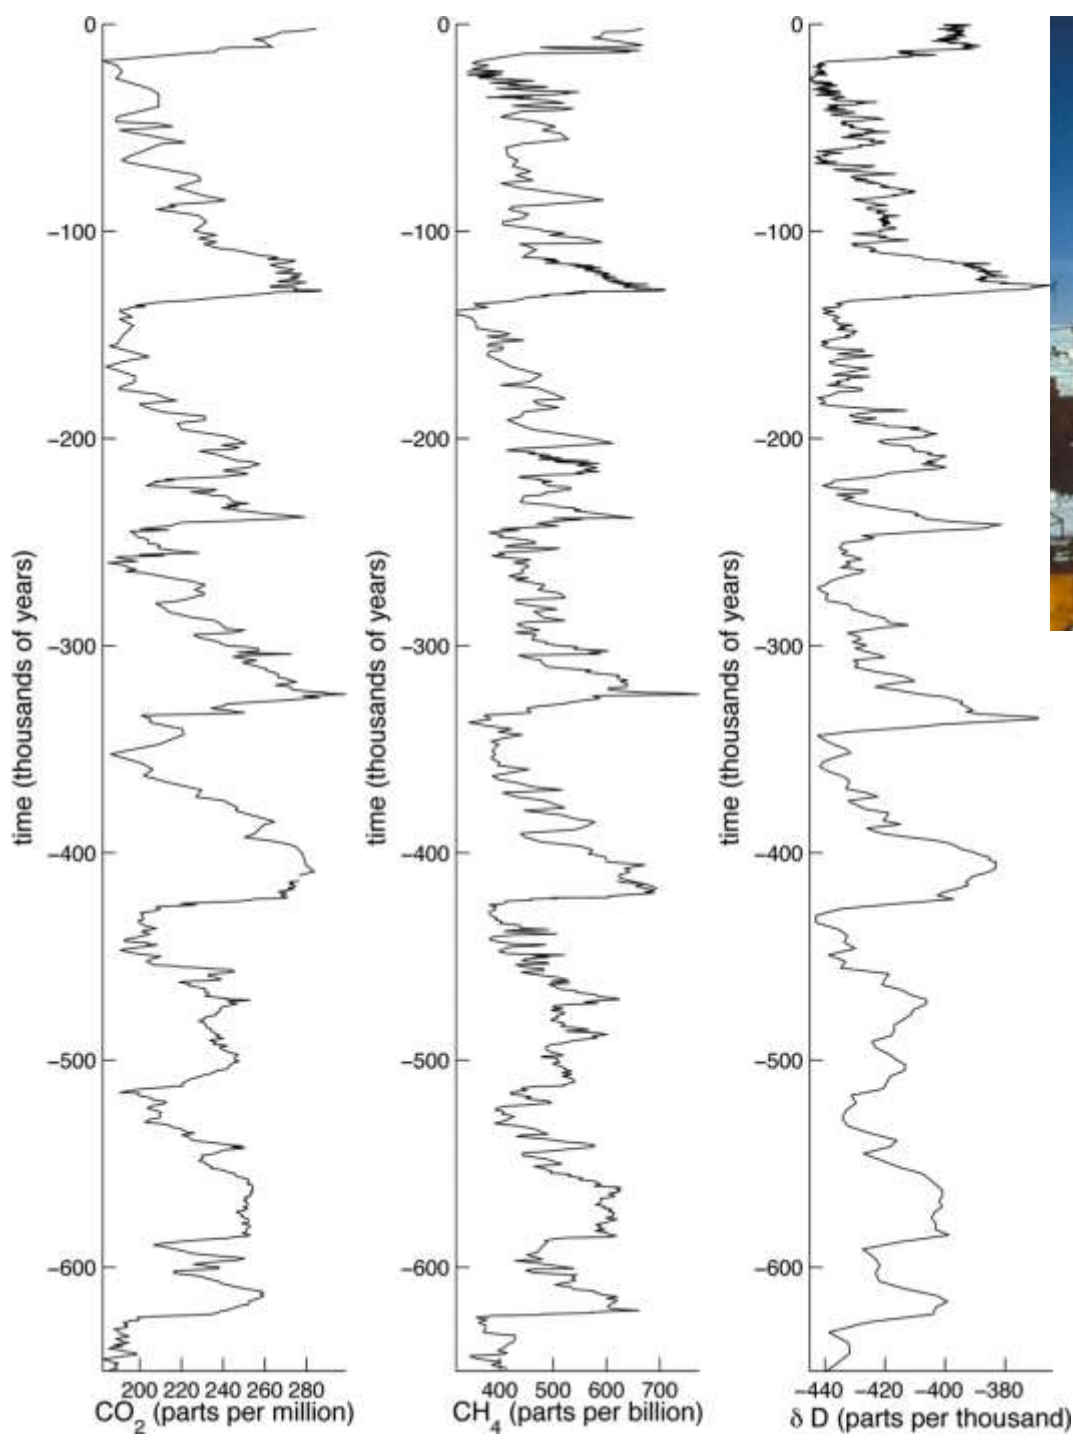 0
−100
−200
−300
−400
−500
−600
time (thousands of years)
200 220 240 260 280
CO2 (parts per million)
0
−100
−200
−300
−400
−500
−600
time (thousands of years)
400 500 600 700
CH4 (parts per billion)
0
−100
−200
−300
−400
−500
−600
time (thousands of years)
−440 −420 −400 −380
δ D (parts per thousand)